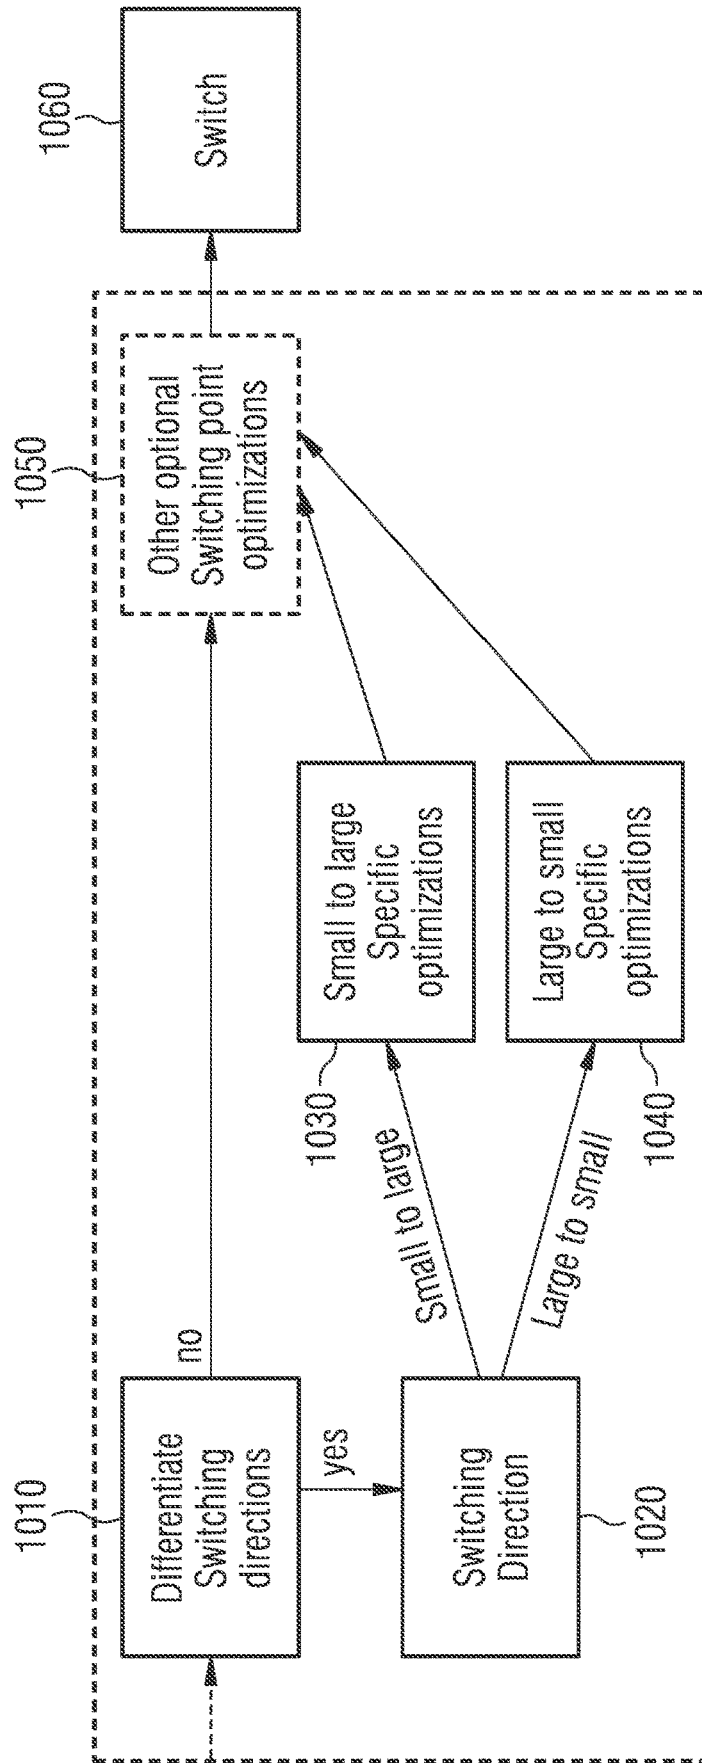 1010
Differentiate
Switching
directions
no
yes
1020
Switching
Direction
Small to large
Large to small
1030
Small to large
Specific
optimizations
1040
Large to small
Specific
optimizations
1050
Other optional
Switching point
optimizations
1060
Switch